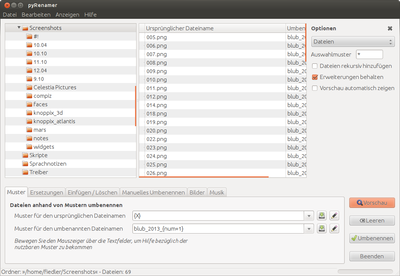 pyRenamer
Datei Bearbeiten Anzeigen Hilfe
Screenshots
#!
10.04
10.10
11.10
12.04
9.10
Celestia Pictures
compiz
faces
knoppix_3d
knoppix_atlantis
mars
notes
widgets
Skripte
Sprachnotizen
Treiber
Ursprünglicher Dateiname Umben
005.png blub_20
006.png blub_20
007.png blub_20
008.png blub_20
009.png blub_20
010.png blub_20
011.png blub_20
012.png blub_20
014.png blub_20
018.png blub_20
013.png blub_20
015.png blub_20
016.png blub_20
019.png blub_20
020.png blub_20
026.png blub_20
Optionen
Dateien
Auswahlmuster *
Dateien rekursiv hinzufügen
Erweiterungen behalten
Vorschau automatisch zeigen
Muster Ersetzungen Einfügen / Löschen Manuelles Umbenennen Bilder Musik
Dateien anhand von Mustern umbenennen
Muster für den ursprünglichen Dateinamen {X}
Muster für den umbenannten Dateinamen blub_2013_{num=1}
Bewegen Sie den Mauszeiger über die Textfelder, um Hilfe bezüglich der
nutzbaren Muster zu bekommen
Vorschau
Leeren
Umbenennen
Beenden
Ordner: »/home/fiedler/Screenshots« - Dateien: 69